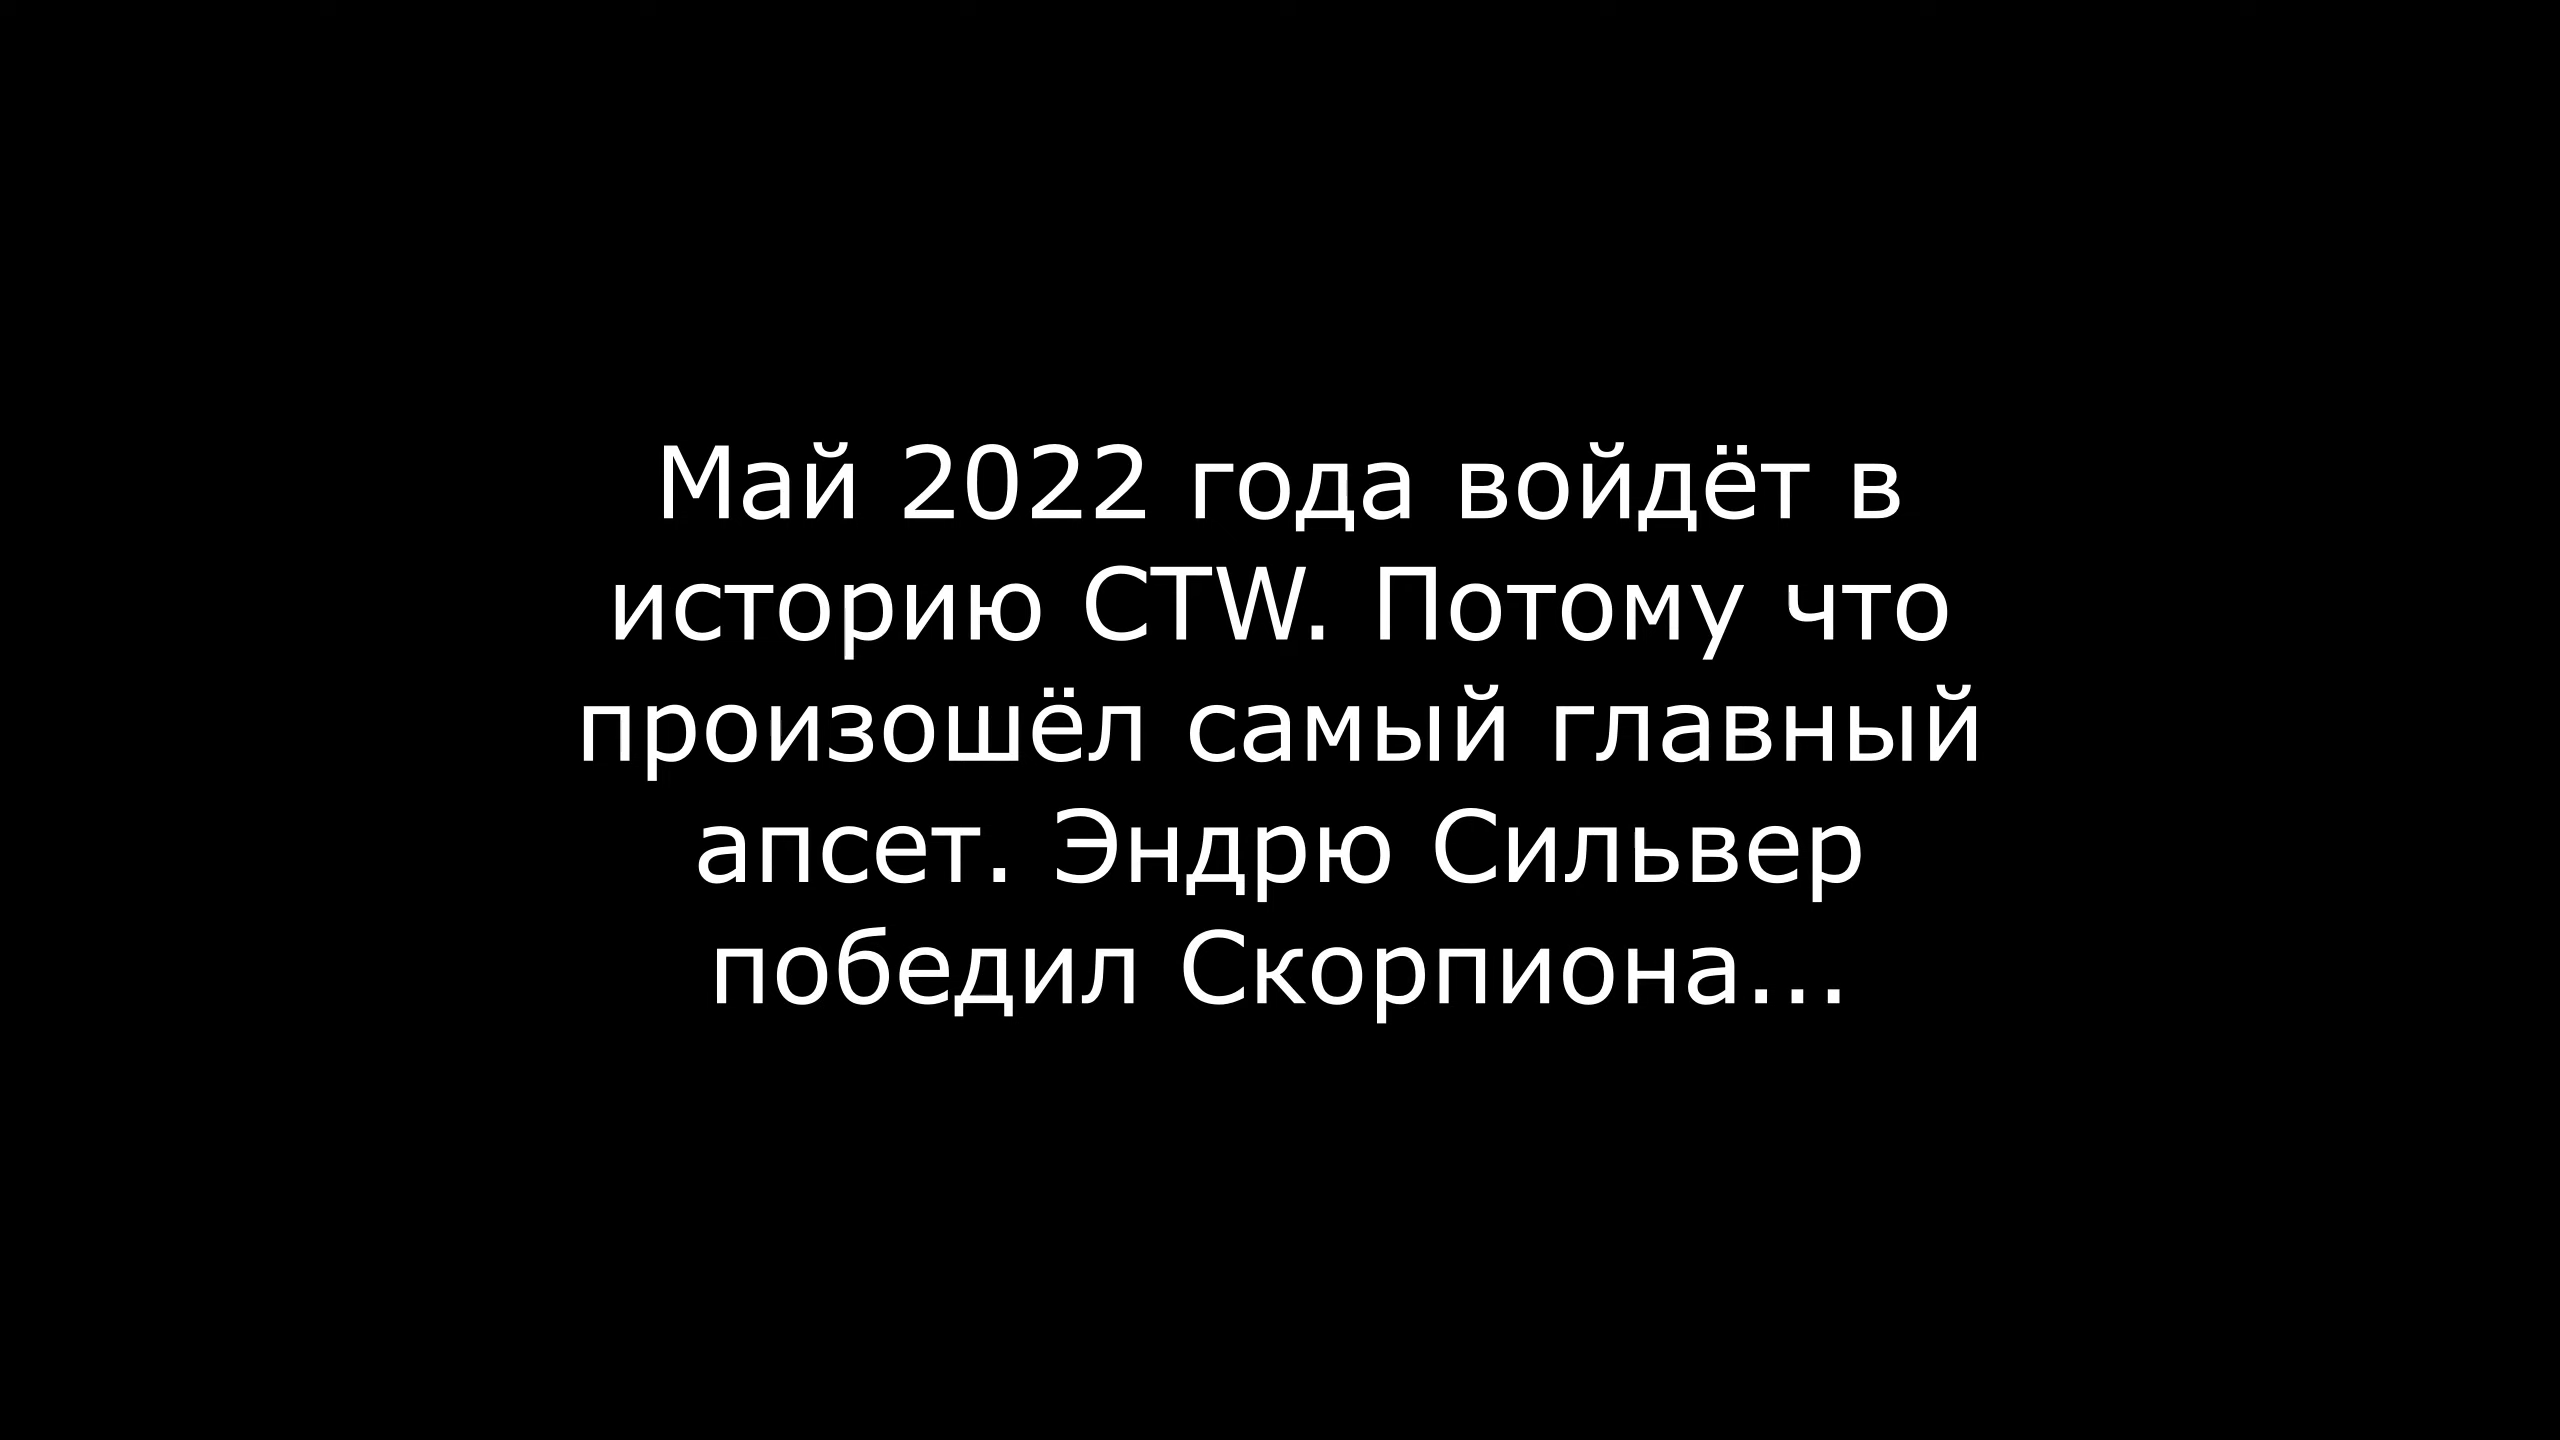 Май 2022 года войдёт в
историю CTW. Потому что
произошёл самый главный
апсет. Эндрю Сильвер
победил Скорпиона...